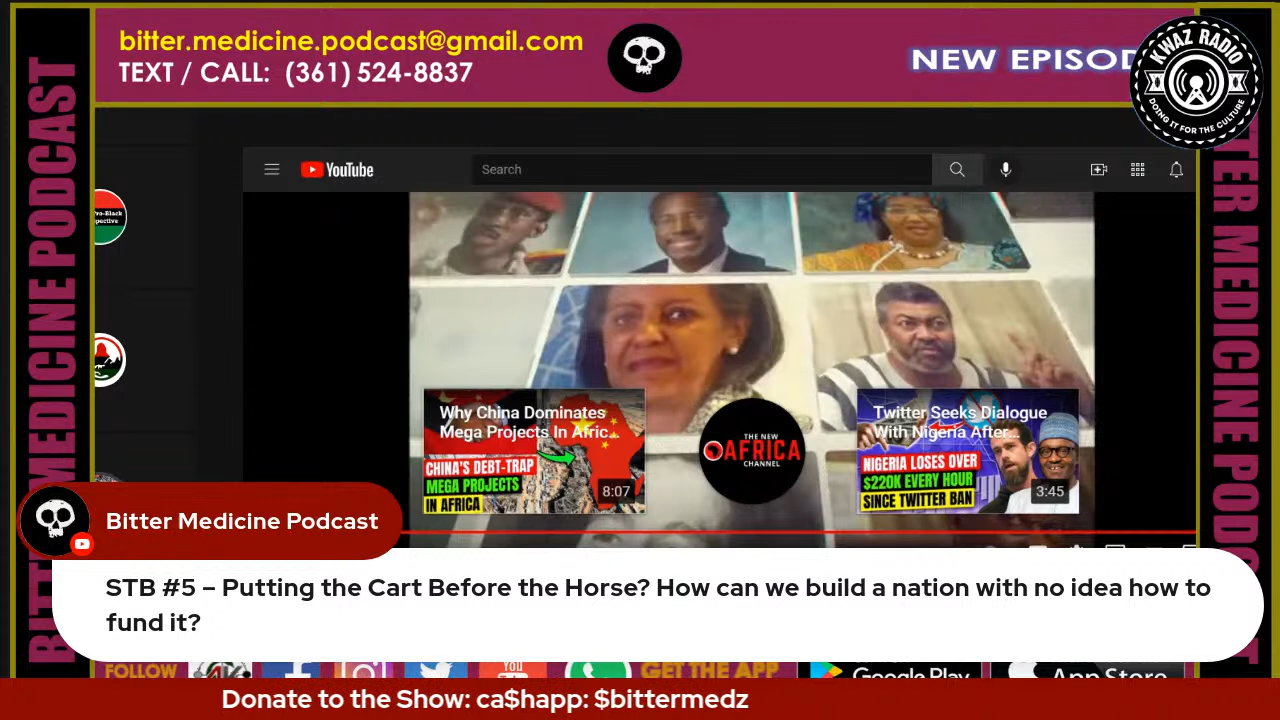 bitter.medicine.podcast@gmail.com
TEXT / CALL: (361) 524-8837
NEW EPISOD
KWAZ RADIO
DOING IT FOR THE CULTURE
MEDICINE PODCAST
TER MEDICINE POD
YouTube
Search
ro-Black
spective
Why China Dominates
Mega Projects In Afric...
CHINA'S DEBT-TRAP
MEGA PROJECTS
IN AFRICA
8:07
THE NEW
AFRICA
CHANNEL
Twitter Seeks Dialogue
With Nigeria After...
NIGERIA LOSES OVER
$220K EVERY HOUR
SINCE TWITTER BAN
3:45
Bitter Medicine Podcast
STB #5 – Putting the Cart Before the Horse? How can we build a nation with no idea how to
fund it?
FOLLOW
You
GET THE APP
Google Play
App Store
Donate to the Show: ca$happ: $bittermedz